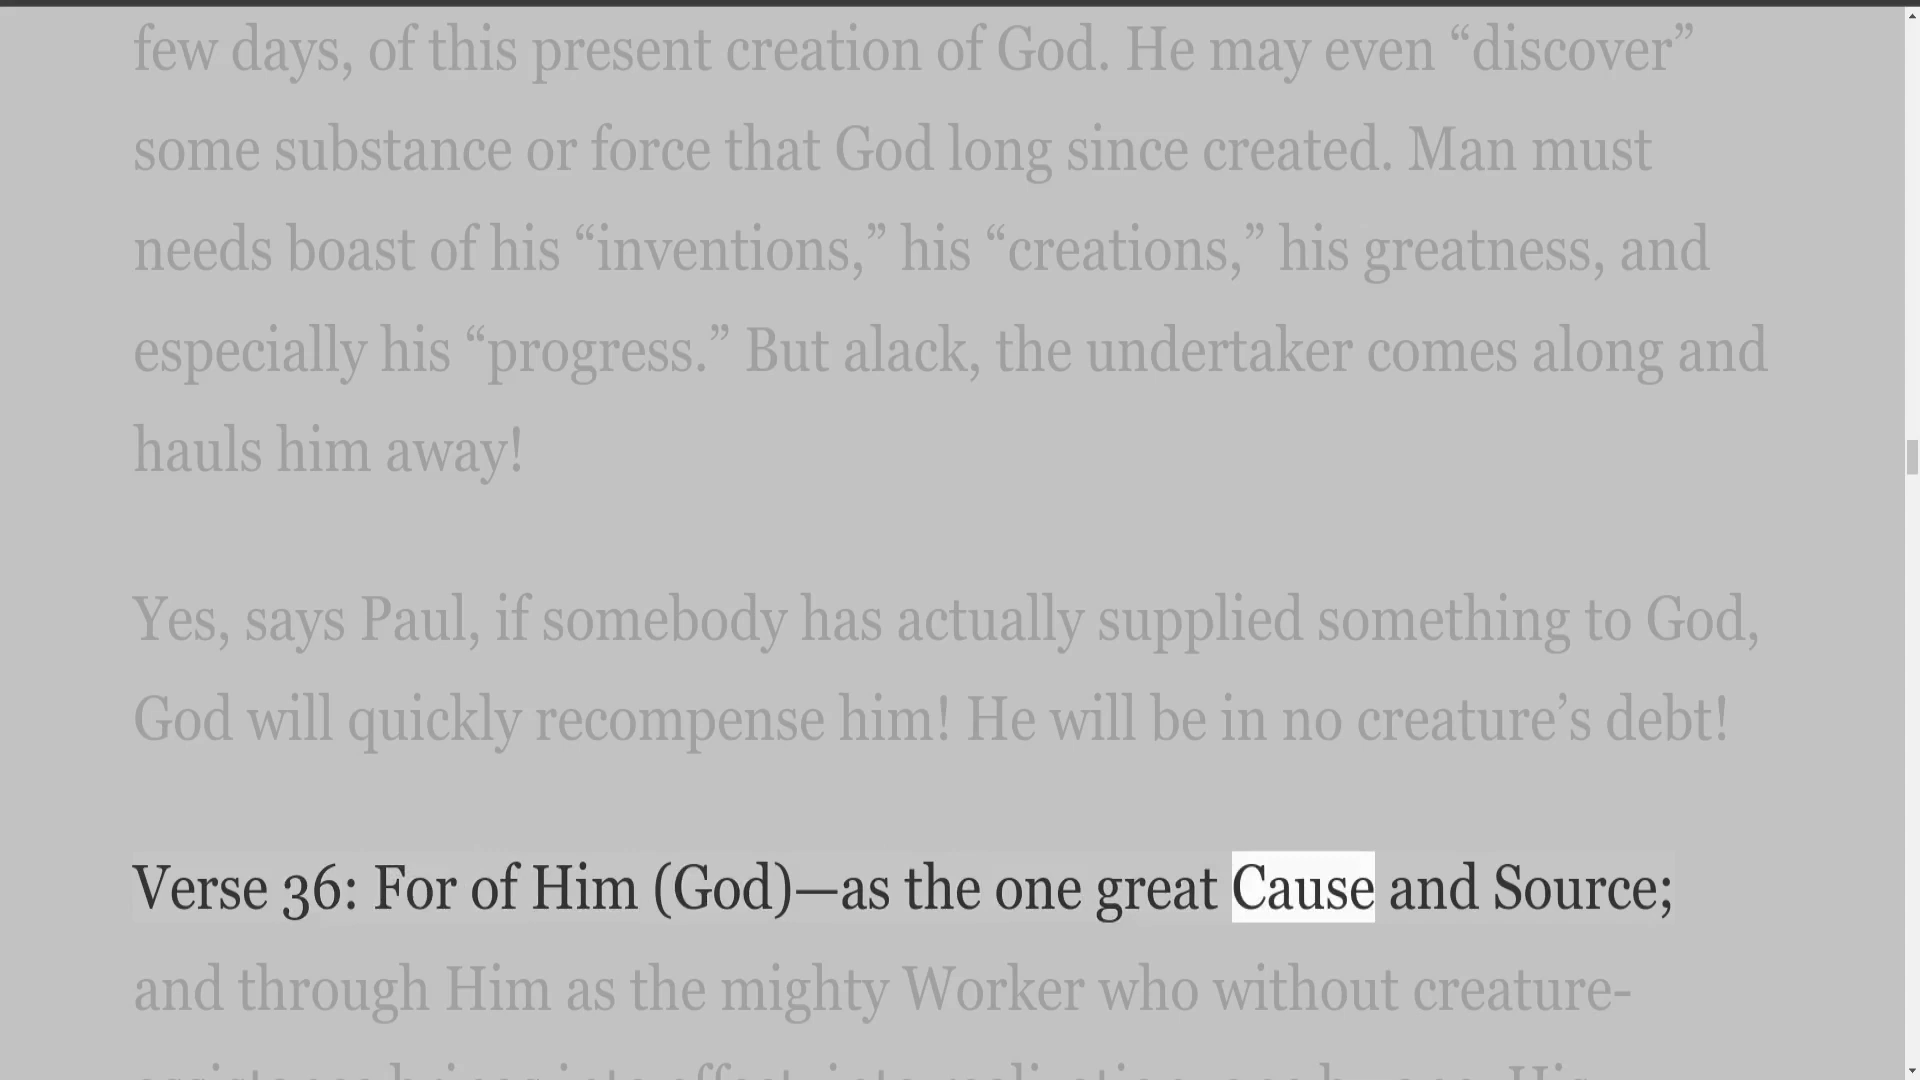 few days, of this present creation of God. He may even “discover”
some substance or force that God long since created. Man must
needs boast of his “inventions,” his “creations,” his greatness, and
especially his “progress.” But alack, the undertaker comes along and
hauls him away!
Yes, says Paul, if somebody has actually supplied something to God,
God will quickly recompense him! He will be in no creature’s debt!
Verse 36: For of Him (God)—as the one great Cause and Source;
and through Him as the mighty Worker who without creature-